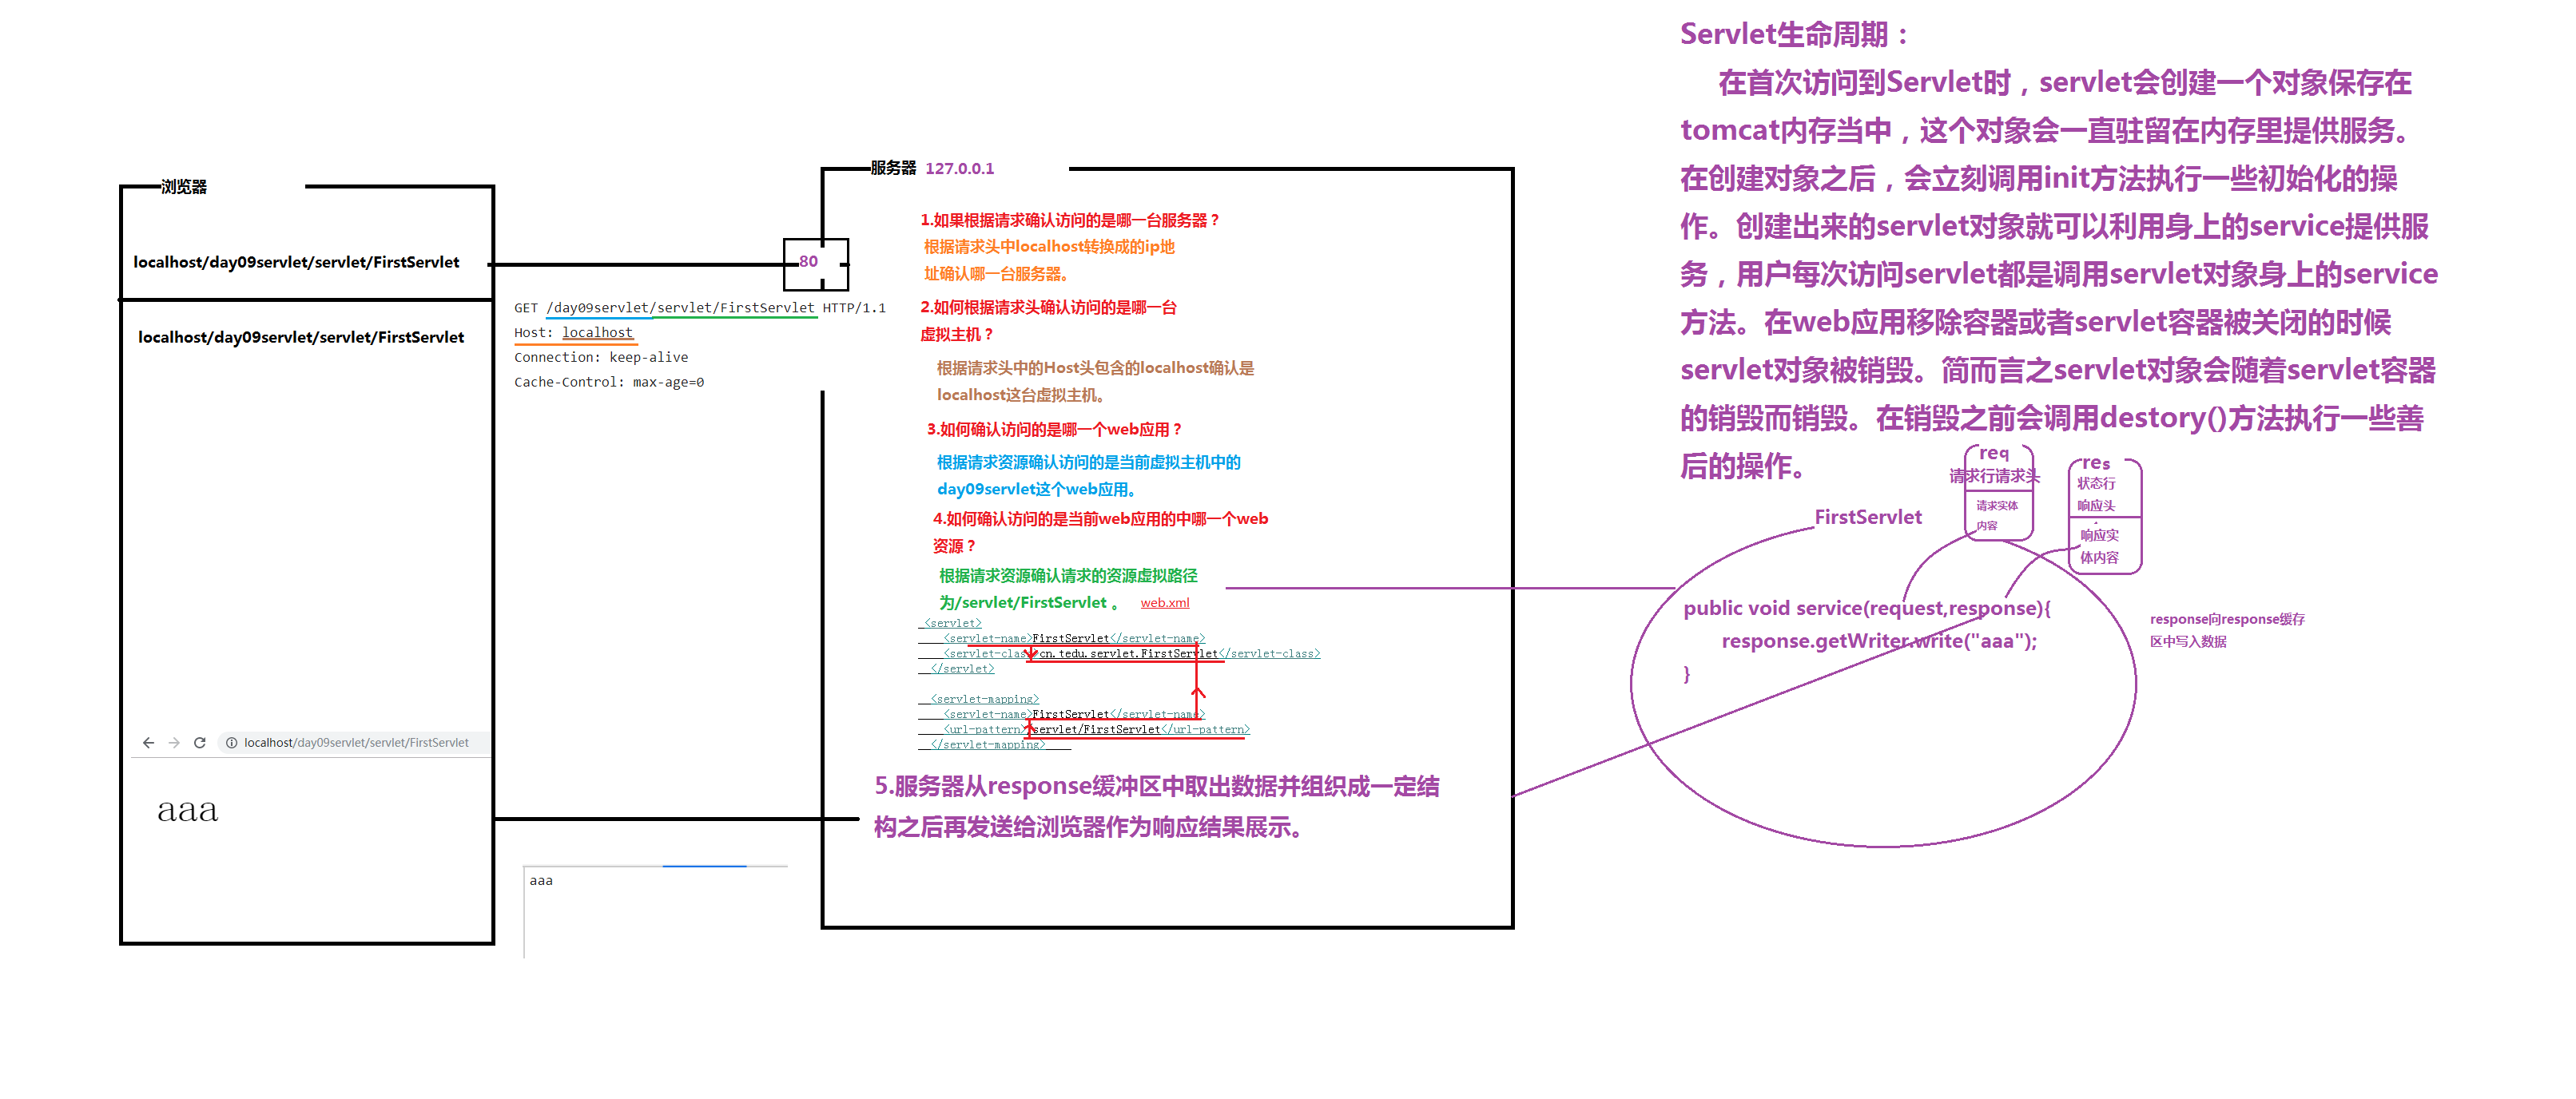 浏览器
localhost/day09servlet/servlet/FirstServlet
localhost/day09servlet/servlet/FirstServlet
localhost/day09servlet/servlet/FirstServlet
aaa
80
GET /day09servlet/servlet/FirstServlet HTTP/1.1
Host: localhost
Connection: keep-alive
Cache-Control: max-age=0
aaa
服务器 127.0.0.1
1.如果根据请求确认访问的是哪一台服务器？
根据请求头中localhost转换成的ip地
址确认哪一台服务器。
2.如何根据请求头确认访问的是哪一台
虚拟主机？
根据请求头中的Host头包含的localhost确认是
localhost这台虚拟主机。
3.如何确认访问的是哪一个web应用？
根据请求资源确认访问的是当前虚拟主机中的
day09servlet这个web应用。
4.如何确认访问的是当前web应用的中哪一个web
资源？
根据请求资源确认请求的资源虚拟路径
为/servlet/FirstServlet 。 web.xml
<servlet>
<servlet-name>FirstServlet</servlet-name>
<servlet-class>cn.tedu.servlet.FirstServlet</servlet-class>
</servlet>
<servlet-mapping>
<servlet-name>FirstServlet</servlet-name>
<url-pattern>/servlet/FirstServlet</url-pattern>
</servlet-mapping>
5.服务器从response缓冲区中取出数据并组织成一定结
构之后再发送给浏览器作为响应结果展示。
Servlet生命周期：
在首次访问到Servlet时，servlet会创建一个对象保存在
tomcat内存当中，这个对象会一直驻留在内存里提供服务。
在创建对象之后，会立刻调用init方法执行一些初始化的操
作。创建出来的servlet对象就可以利用身上的service提供服
务，用户每次访问servlet都是调用servlet对象身上的service
方法。在web应用移除容器或者servlet容器被关闭的时候
servlet对象被销毁。简而言之servlet对象会随着servlet容器
的销毁而销毁。在销毁之前会调用destory()方法执行一些善
后的操作。
req
请求行请求头
请求实体
内容
res
状态行
响应头
响应实
体内容
FirstServlet
public void service(request,response){
response.getWriter.write("aaa");
}
response向response缓存
区中写入数据